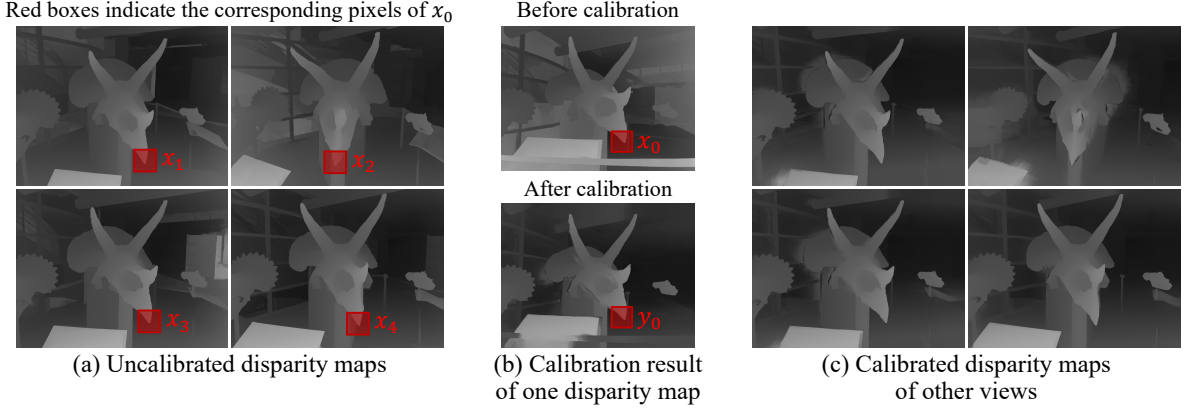 Red boxes indicate the corresponding pixels of x₀
Before calibration
x₁
x₂
x₀
After calibration
x₃
x₄
y₀
(a) Uncalibrated disparity maps
(b) Calibration result
of one disparity map
(c) Calibrated disparity maps
of other views